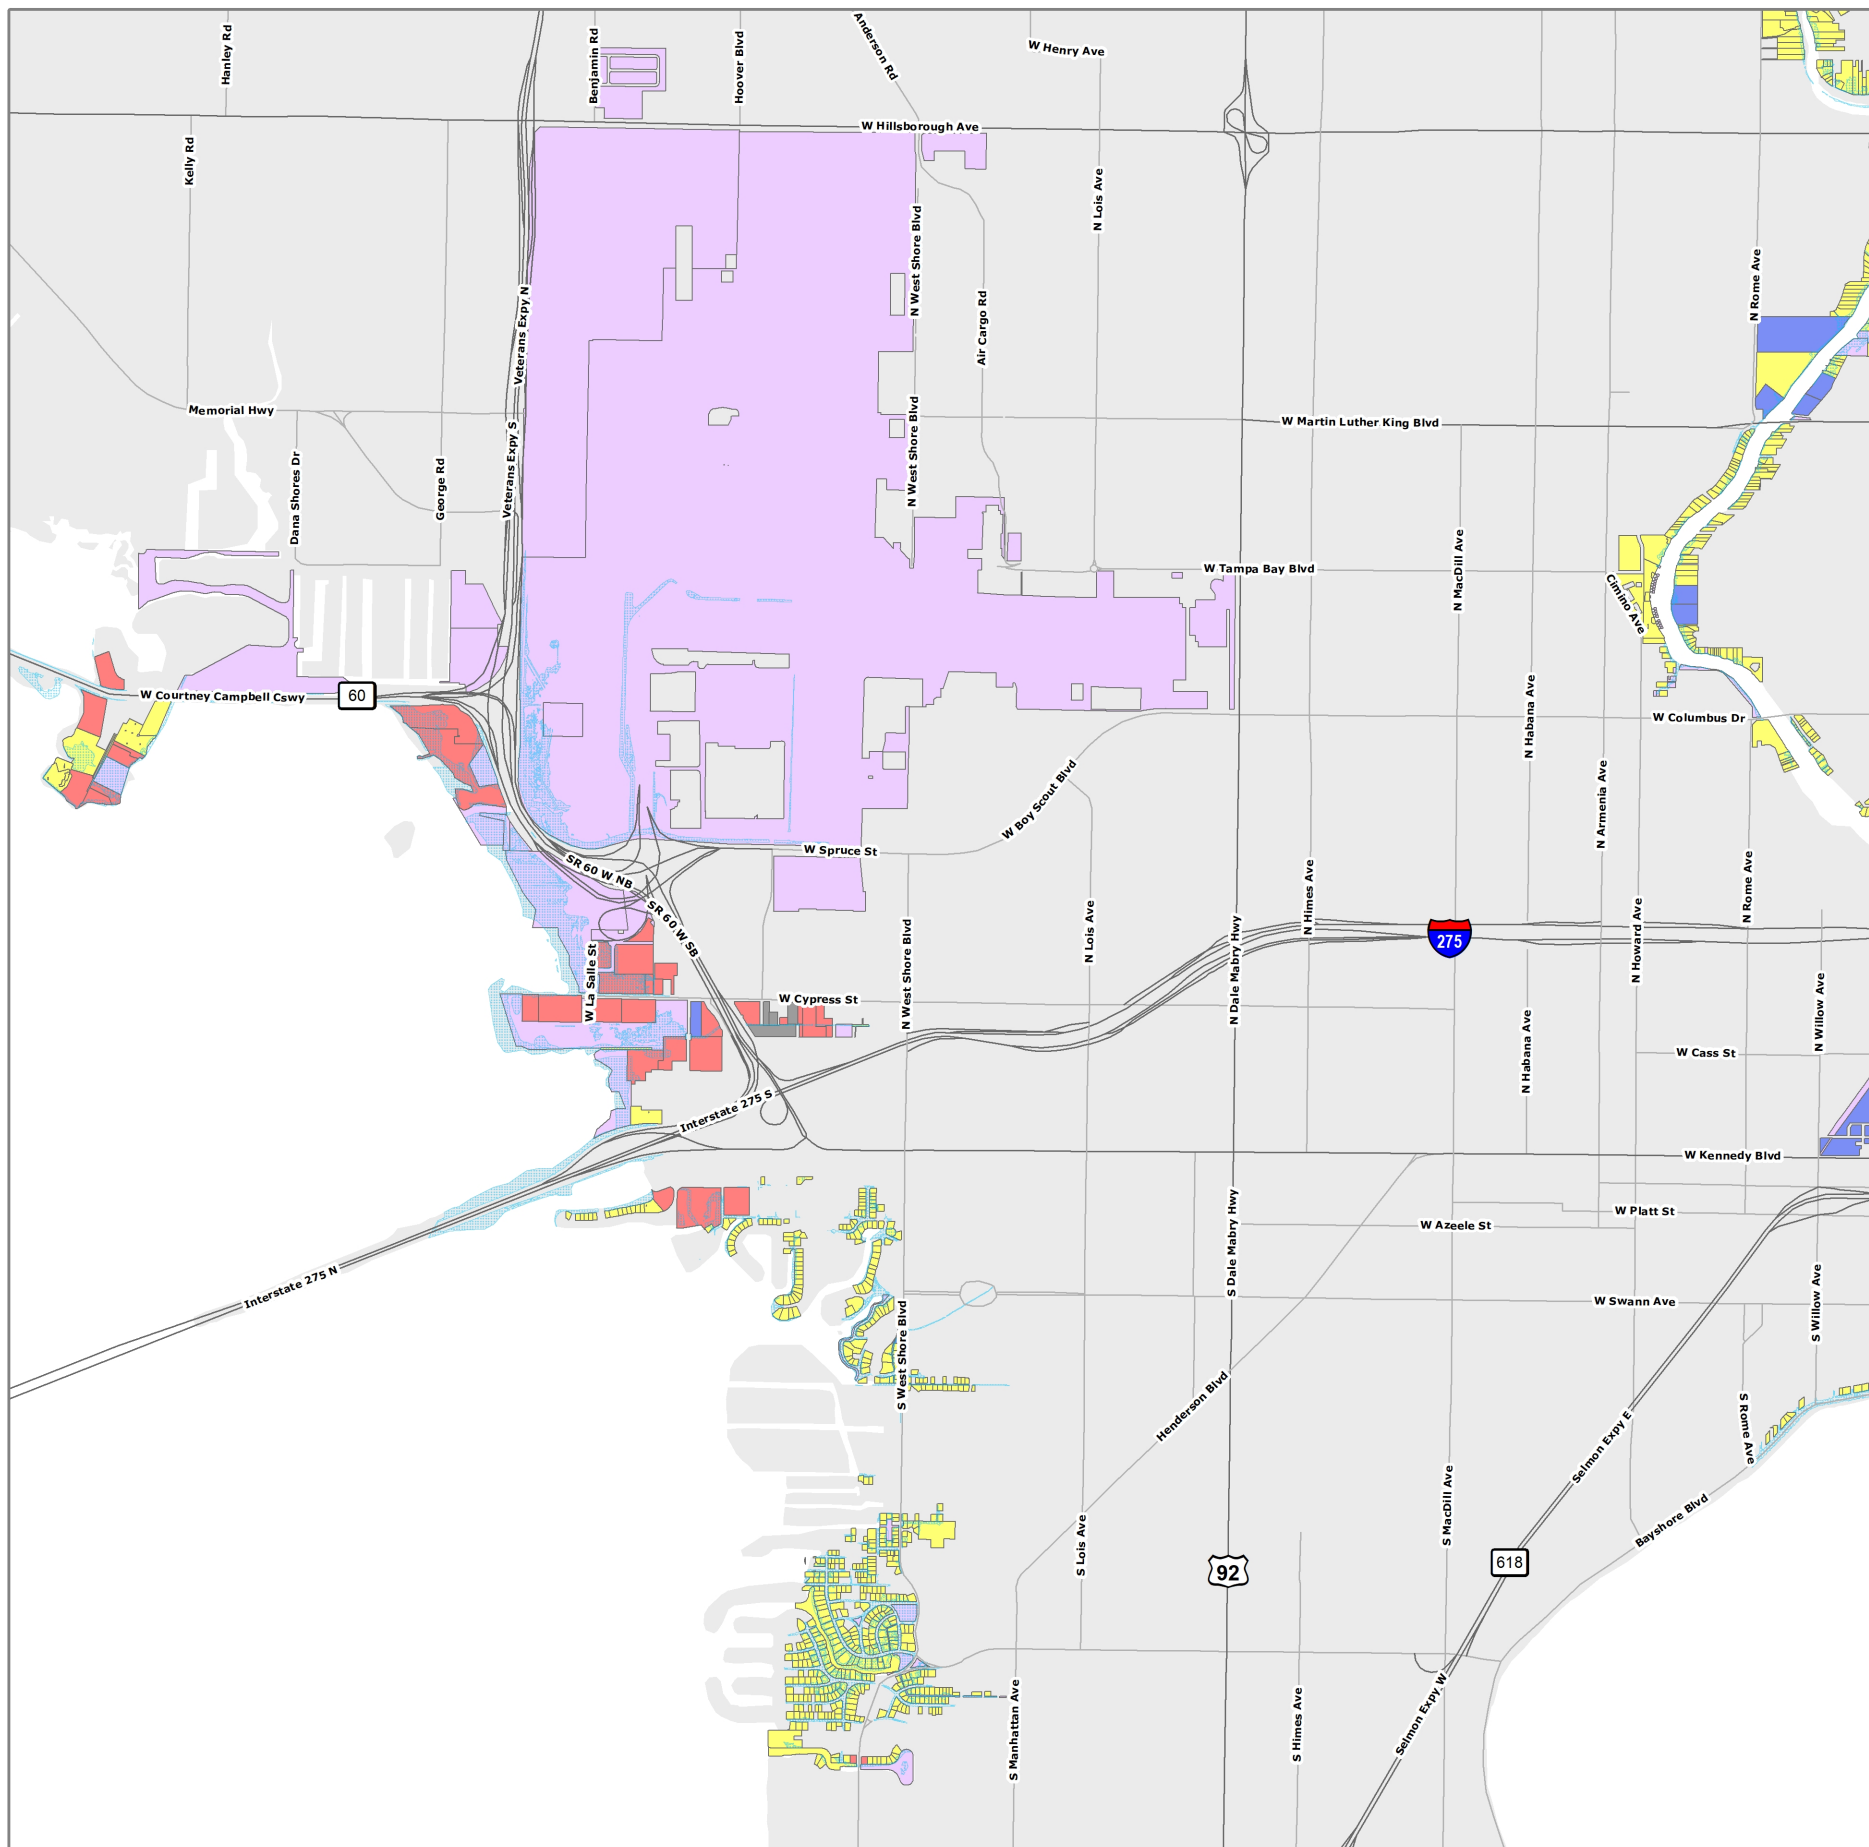 Hanley Rd
Benjamin Rd
Hoover Blvd
Anderson Rd
W Henry Ave
W Hillsborough Ave
Kelly Rd
N Lois Ave
N West Shore Blvd
N Rome Ave
Veterans Expy N
Air Cargo Rd
Memorial Hwy
W Martin Luther King Blvd
N West Shore Blvd
Veterans Expy S
George Rd
Dana Shores Dr
N MacDill Ave
W Tampa Bay Blvd
Cimino Ave
W Courtney Campbell Cswy
60
N Habana Ave
W Columbus Dr
W Boy Scout Blvd
N Armenia Ave
W Spruce St
SR 60 W NB
SR 60 W SB
N Himes Ave
N Rome Ave
N Lois Ave
N West Shore Blvd
N Dale Mabry Hwy
275
N Howard Ave
W La Salle St
W Cypress St
N Willow Ave
N Habana Ave
W Cass St
Interstate 275 S
W Kennedy Blvd
S Dale Mabry Hwy
W Platt St
W Azeele St
Interstate 275 N
W Swann Ave
S Willow Ave
S West Shore Blvd
Henderson Blvd
S Rome Ave
Selmon Expy E
S MacDill Ave
Bayshore Blvd
S Lois Ave
92
618
S Manhattan Ave
S Himes Ave
Selmon Expy W